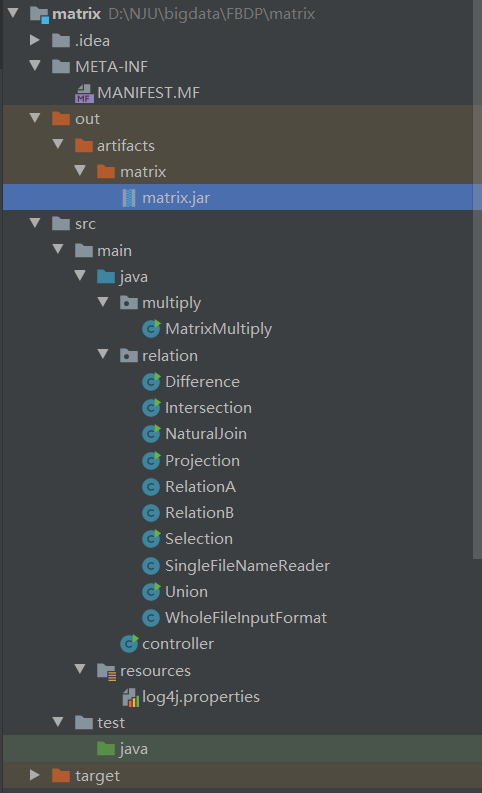 matrix D:\NJU\bigdata\FBDP\matrix
.idea
META-INF
MANIFEST.MF
out
artifacts
matrix
matrix.jar
src
main
java
multiply
MatrixMultiply
relation
Difference
Intersection
NaturalJoin
Projection
RelationA
RelationB
Selection
SingleFileNameReader
Union
WholeFileInputFormat
controller
resources
log4j.properties
test
java
target